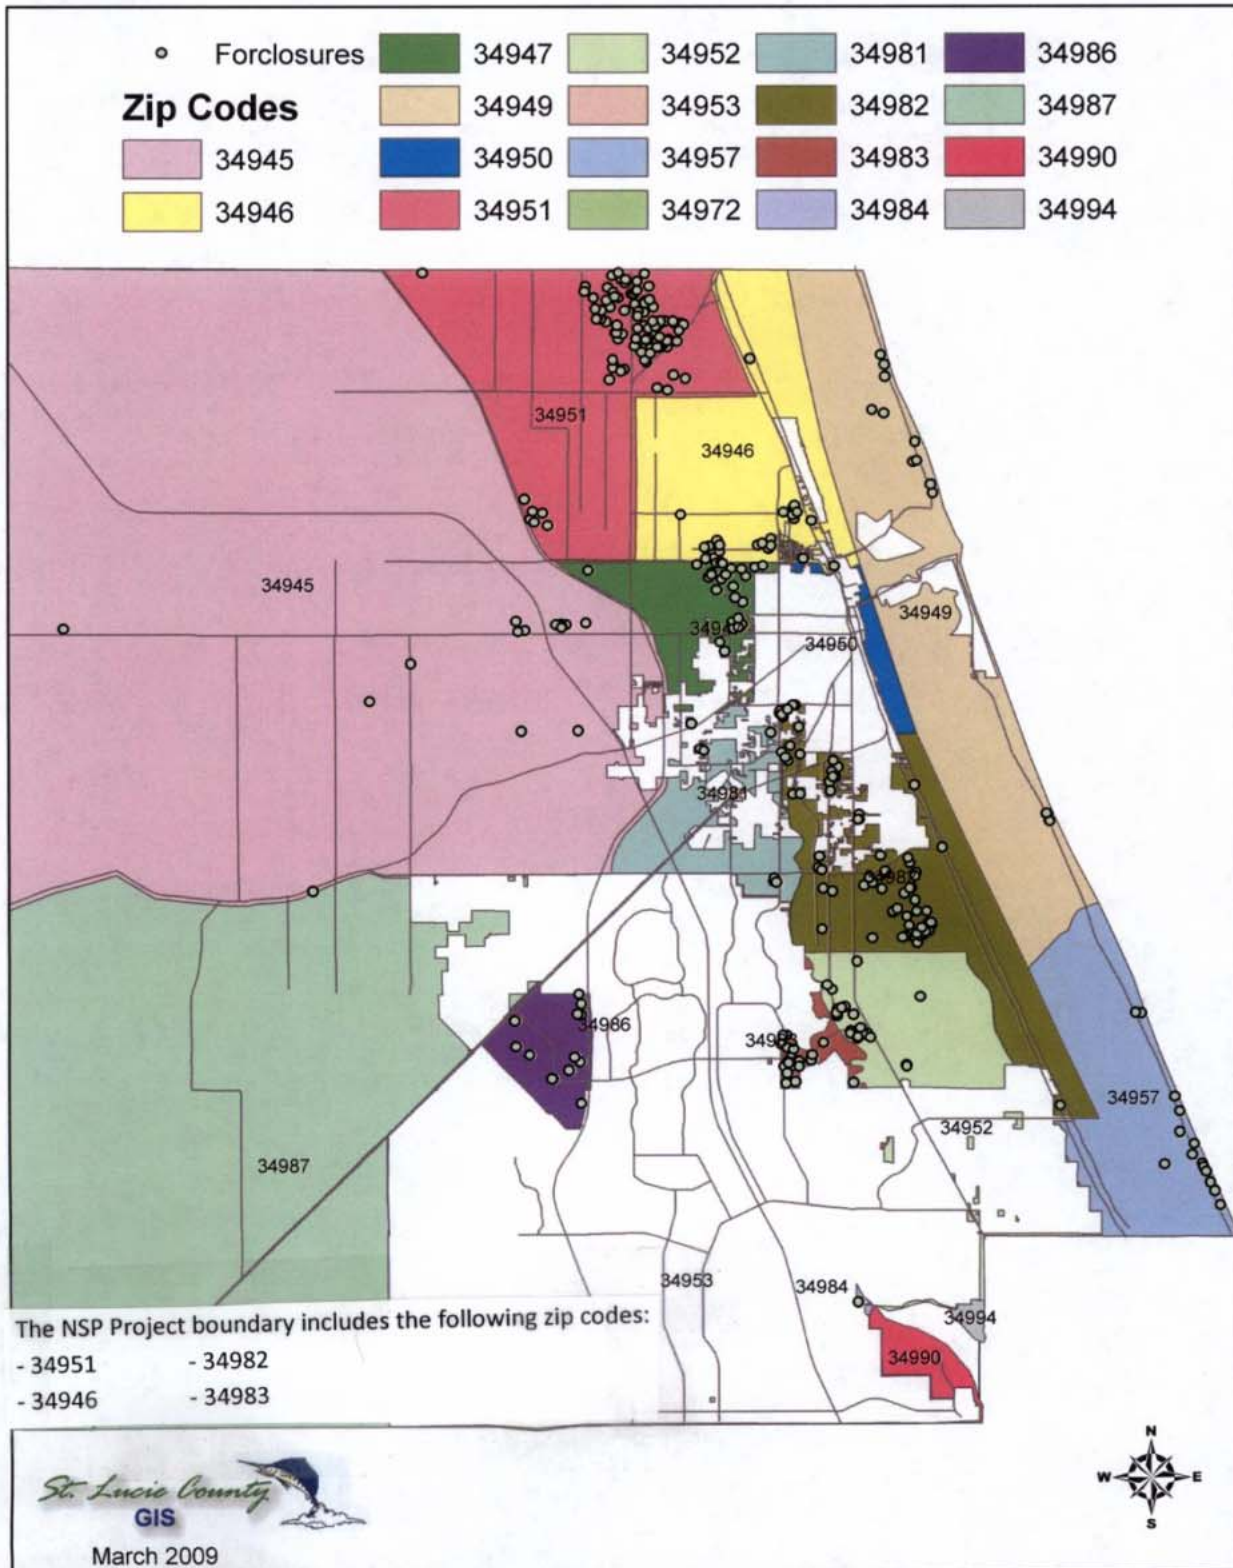 Forclosures
Zip Codes
34945
34946
34947
34949
34950
34951
34952
34953
34957
34972
34981
34982
34983
34984
34986
34987
34990
34994
34951
34946
34945
34949
34950
34981
34986
34957
34952
34987
34953
34984
34994
34990
The NSP Project boundary includes the following zip codes:
- 34951 - 34982
- 34946 - 34983
St. Lucie County
GIS
March 2009
N
W E
S